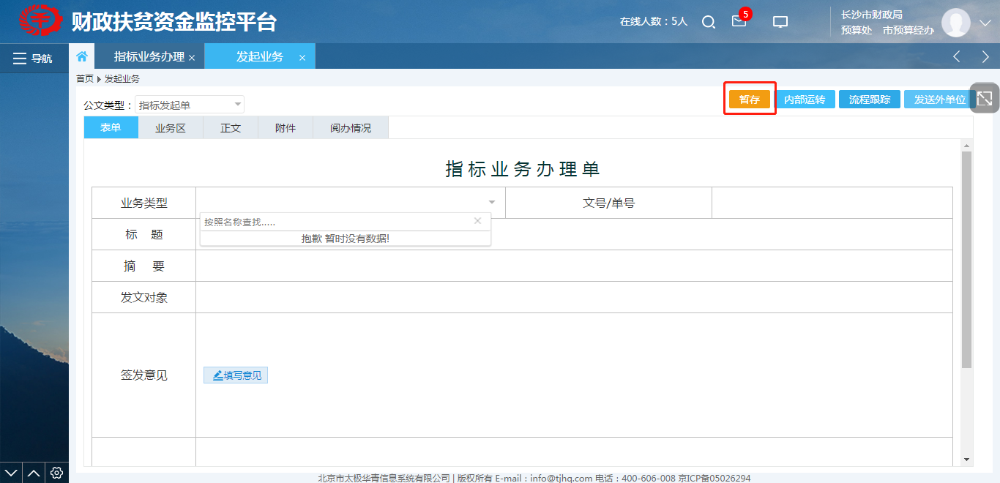 财政扶贫资金监控平台
在线人数：5人
5
长沙市财政局
预算处 市预算经办
导航
指标业务办理 ×
发起业务 ×
首页 发起业务
公文类型： 指标发起单
暂存 内部运转 流程跟踪 发送外单位
表单 业务区 正文 附件 阅办情况
指标业务办理单
业务类型
文号/单号
按照名称查找.....
抱歉 暂时没有数据!
标 题
摘 要
发文对象
签发意见
填写意见
北京市太极华青信息系统有限公司 | 版权所有 E-mail：info@tjhq.com 电话：400-606-008 京ICP备05026294